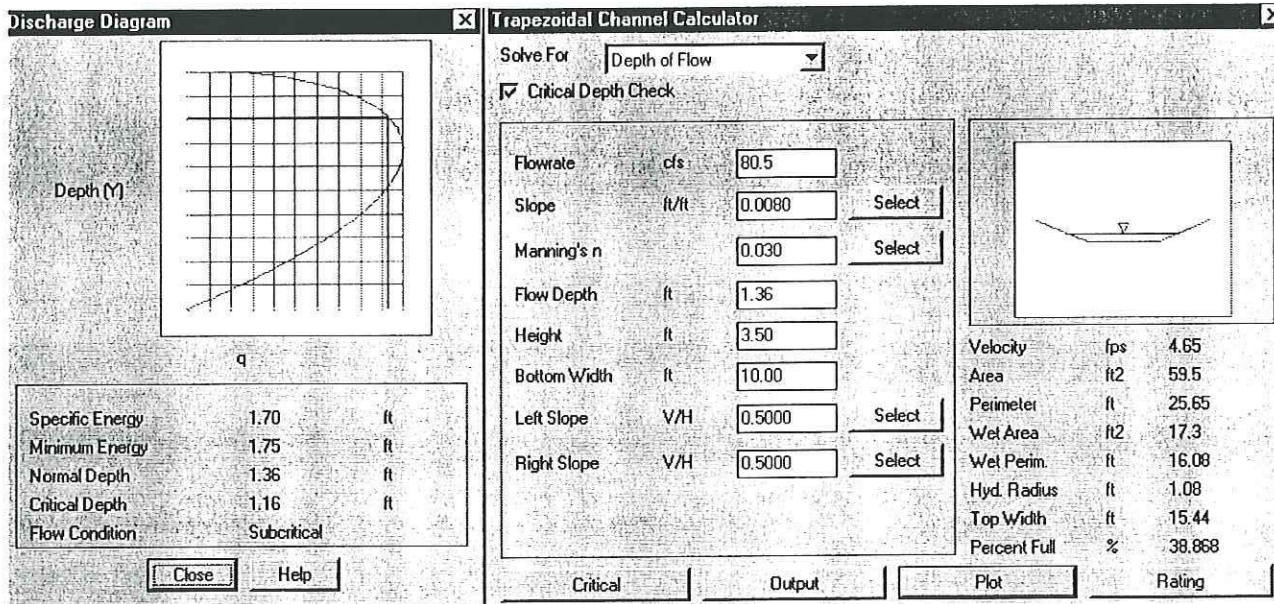 Discharge Diagram
Depth (Y)
q
Specific Energy 1.70 ft
Minimum Energy 1.75 ft
Normal Depth 1.36 ft
Critical Depth 1.16 ft
Flow Condition Subcritical
Close Help
Trapezoidal Channel Calculator
Solve For Depth of Flow
Critical Depth Check
Flowrate cfs 80.5
Slope ft/ft 0.0080 Select
Manning's n 0.030 Select
Flow Depth ft 1.36
Height ft 3.50
Bottom Width ft 10.00
Left Slope V/H 0.5000 Select
Right Slope V/H 0.5000 Select
Velocity fps 4.65
Area ft2 59.5
Perimeter ft 25.65
Wet Area ft2 17.3
Wet Perim. ft 16.08
Hyd. Radius ft 1.08
Top Width ft 15.44
Percent Full % 38.868
Critical Output Plot Rating